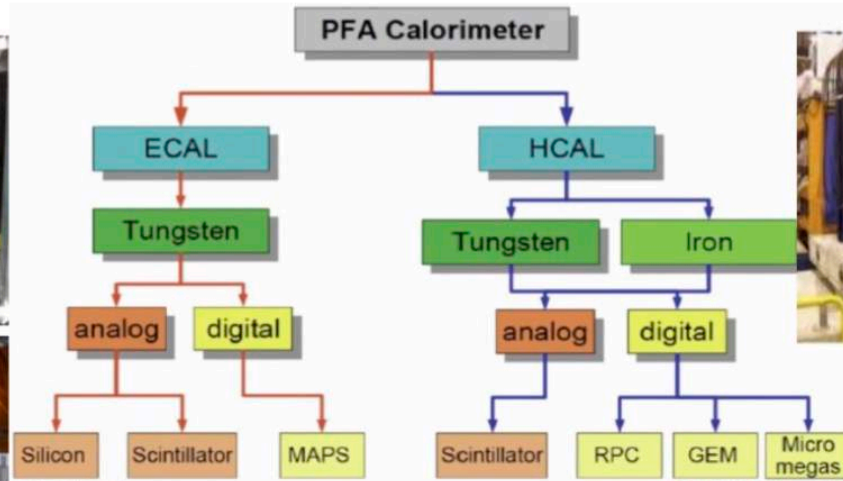 PFA Calorimeter
ECAL
HCAL
Tungsten
Tungsten
Iron
analog
digital
analog
digital
Silicon
Scintillator
MAPS
Scintillator
RPC
GEM
Micro
megas